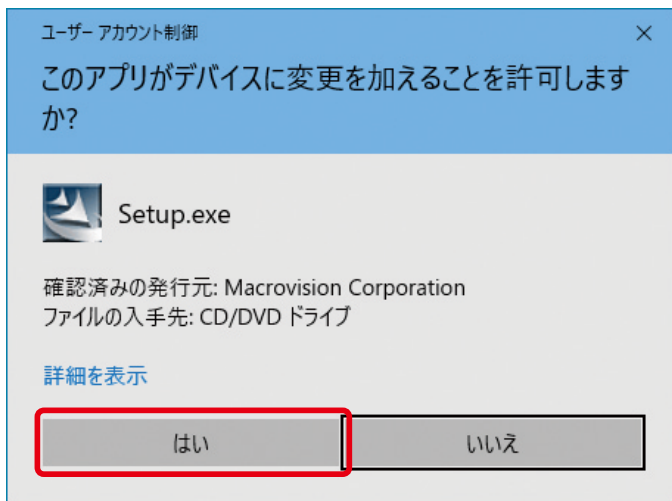 ユーザー アカウント制御
このアプリがデバイスに変更を加えることを許可します
か?
Setup.exe
確認済みの発行元: Macrovision Corporation
ファイルの入手先: CD/DVD ドライブ
詳細を表示
はい
いいえ